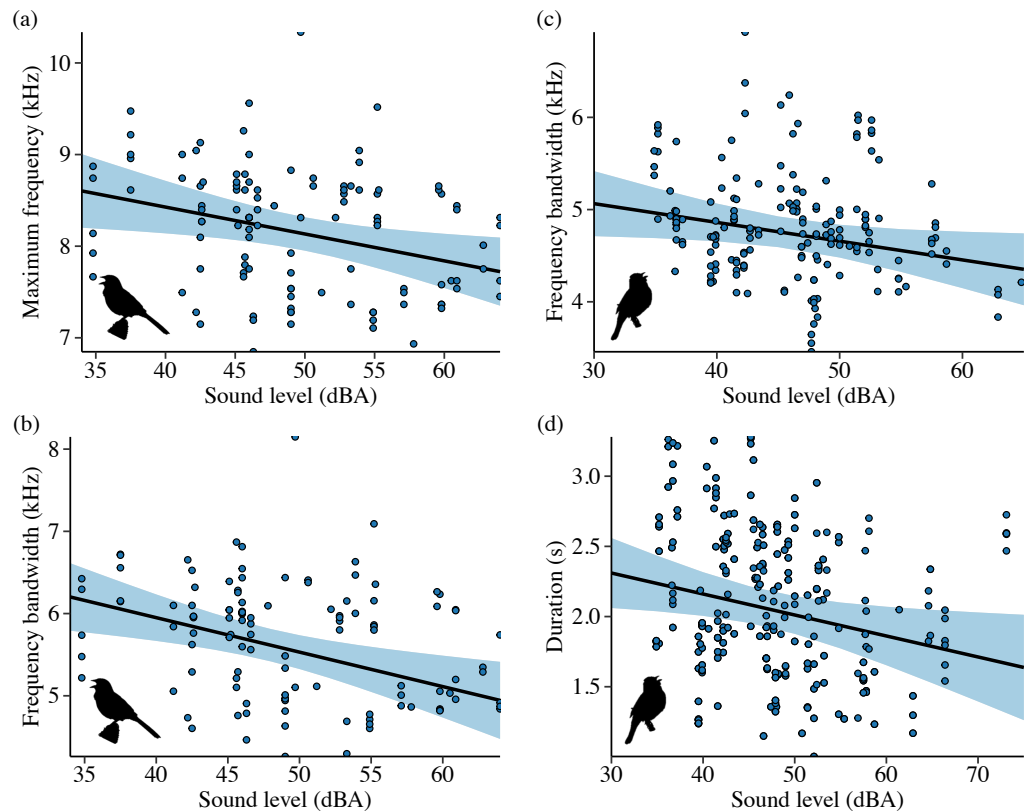 (a)
Maximum frequency (kHz)
10
9
8
7
35 40 45 50 55 60
Sound level (dBA)
(c)
Frequency bandwidth (kHz)
6
5
4
30 40 50 60
Sound level (dBA)
(b)
Frequency bandwidth (kHz)
8
7
6
5
35 40 45 50 55 60
Sound level (dBA)
(d)
Duration (s)
3.0
2.5
2.0
1.5
30 40 50 60 70
Sound level (dBA)